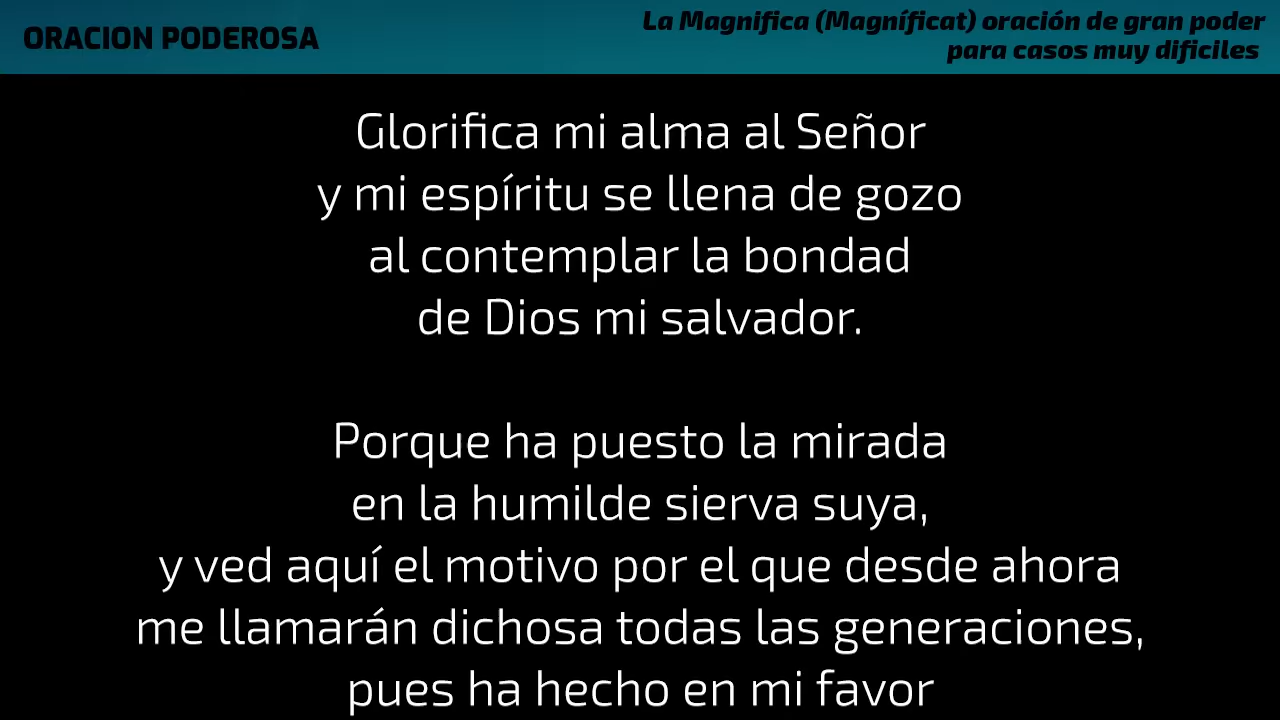 ORACION PODEROSA
La Magnifica (Magníficat) oración de gran poder
para casos muy dificiles
Glorifica mi alma al Señor
y mi espíritu se llena de gozo
al contemplar la bondad
de Dios mi salvador.
Porque ha puesto la mirada
en la humilde sierva suya,
y ved aquí el motivo por el que desde ahora
me llamarán dichosa todas las generaciones,
pues ha hecho en mi favor